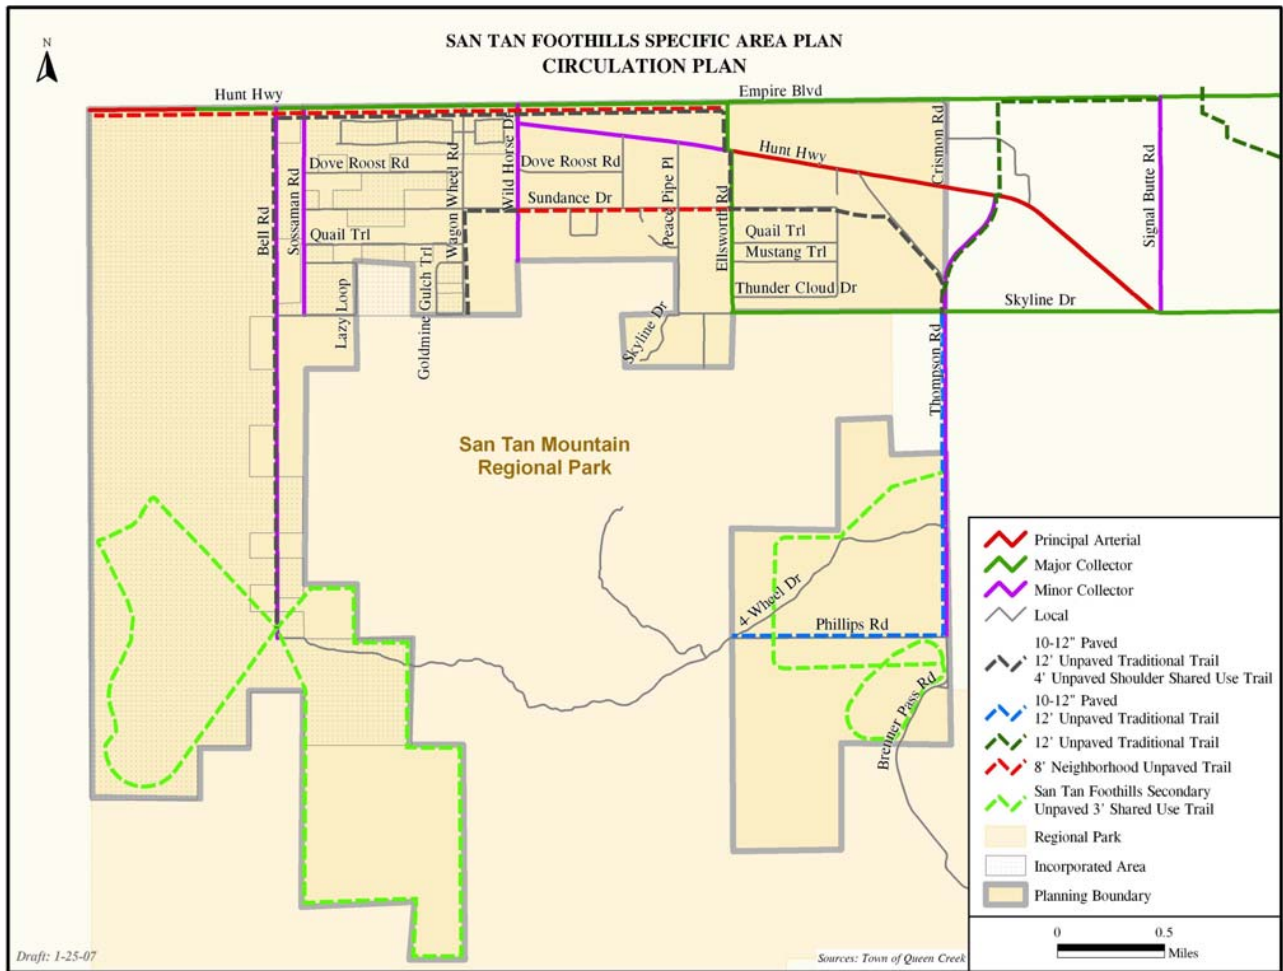 N
SAN TAN FOOTHILLS SPECIFIC AREA PLAN
CIRCULATION PLAN
Hunt Hwy
Empire Blvd
Dove Roost Rd
Wagon Wheel Rd
Wild Horse Dr
Dove Roost Rd
Hunt Hwy
Crismon Rd
Sossaman Rd
Bell Rd
Sundance Dr
Peace Pipe Pl
Ellsworth Rd
Signal Butte Rd
Quail Trl
Quail Trl
Mustang Trl
Thunder Cloud Dr
Skyline Dr
Lazy Loop
Goldmine Gulch Trl
Skyline Dr
Thompson Rd
San Tan Mountain
Regional Park
4-Wheel Dr
Phillips Rd
Brenner Pass Rd
Principal Arterial
Major Collector
Minor Collector
Local
10-12" Paved
12' Unpaved Traditional Trail
4' Unpaved Shoulder Shared Use Trail
10-12" Paved
12' Unpaved Traditional Trail
12' Unpaved Traditional Trail
8' Neighborhood Unpaved Trail
San Tan Foothills Secondary
Unpaved 3' Shared Use Trail
Regional Park
Incorporated Area
Planning Boundary
0 0.5
Miles
Draft: 1-25-07
Sources: Town of Queen Creek